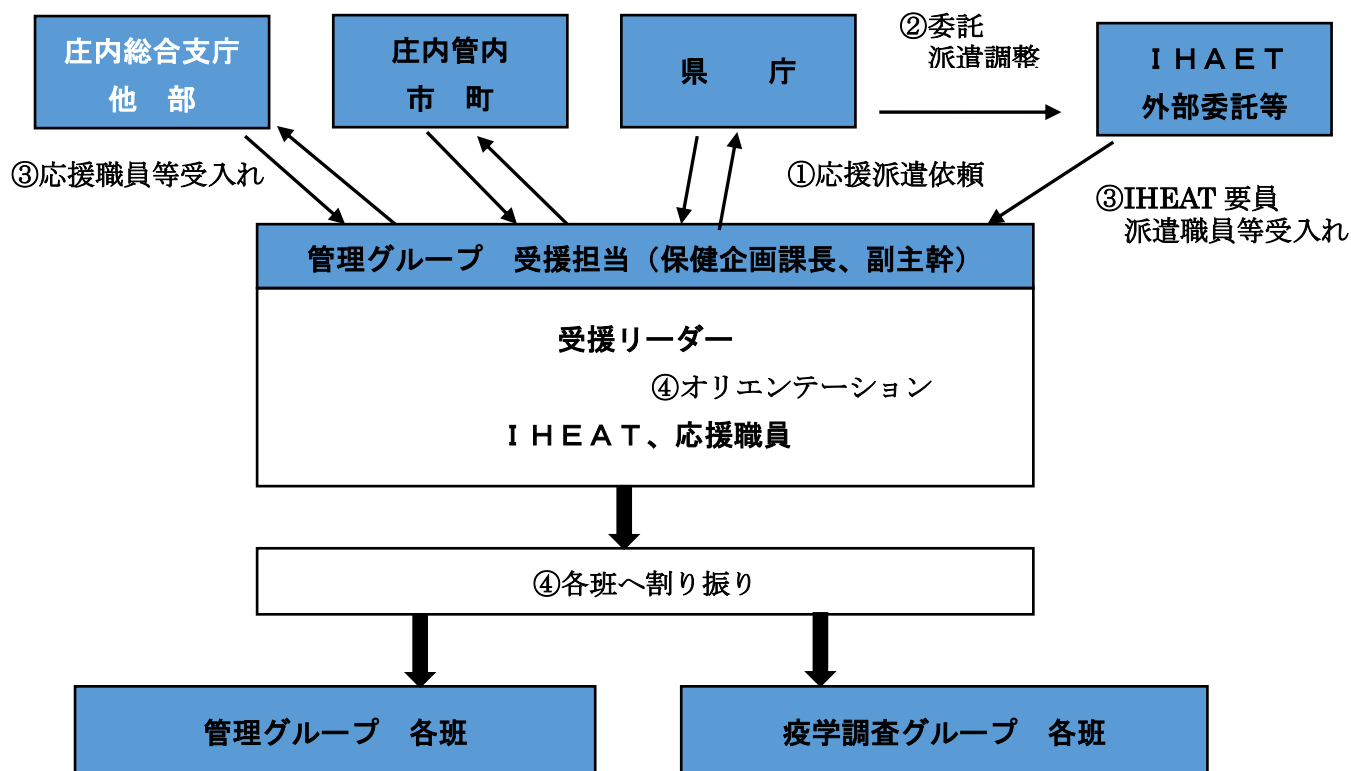 庄内総合支庁
他　部
庄内管内
市　町
県　　庁
②委託
派遣調整
ＩＨＡＥＴ
外部委託等
③応援職員等受入れ
①応援派遣依頼
③IHEAT 要員
派遣職員等受入れ
管理グループ　受援担当（保健企画課長、副主幹）
受援リーダー
④オリエンテーション
ＩＨＥＡＴ、応援職員
④各班へ割り振り
管理グループ　各班
疫学調査グループ　各班